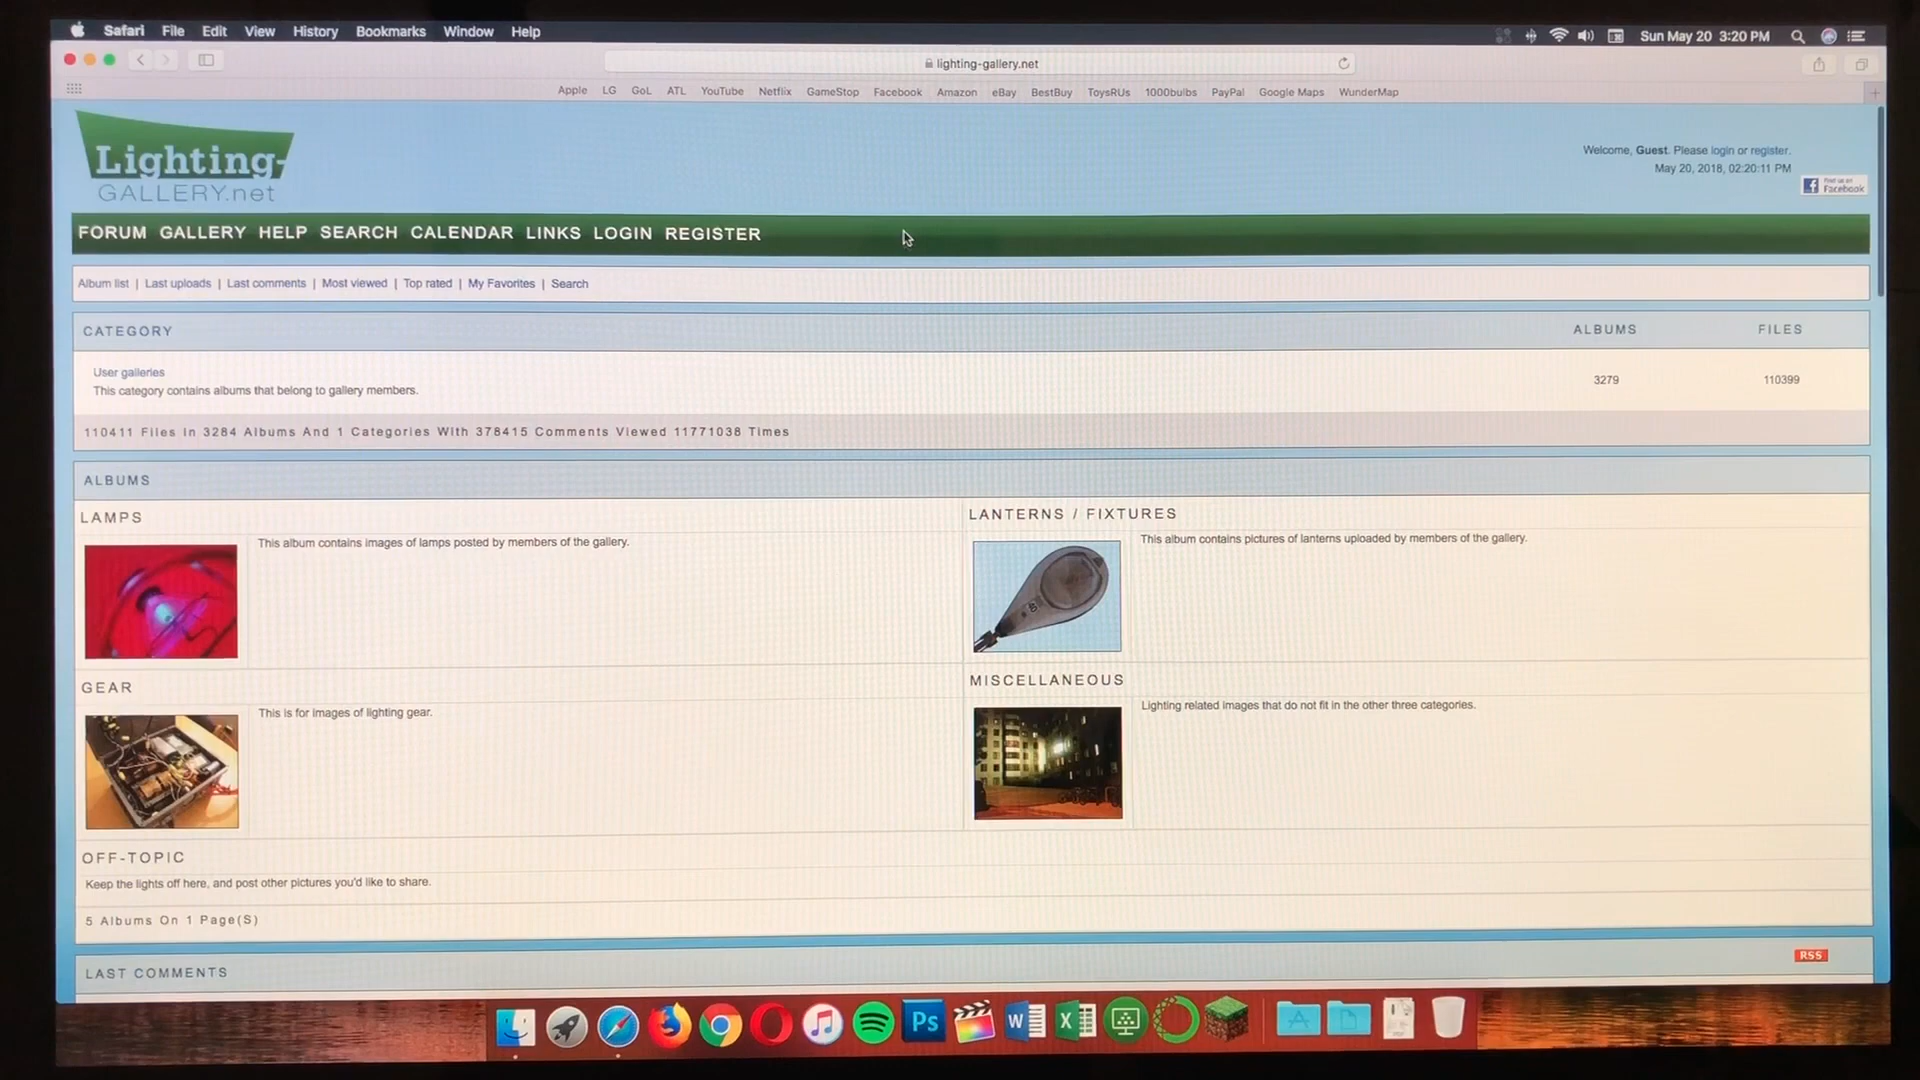 Safari File Edit View History Bookmarks Window Help
Sun May 20 3:20 PM
lighting-gallery.net
Apple LG GoL ATL YouTube Netflix GameStop Facebook Amazon eBay BestBuy ToysRUs 1000bulbs PayPal Google Maps WunderMap
Lighting-
GALLERY.net
Welcome, Guest. Please login or register.
May 20, 2018, 02:20:11 PM
Find us on
Facebook
FORUM GALLERY HELP SEARCH CALENDAR LINKS LOGIN REGISTER
Album list | Last uploads | Last comments | Most viewed | Top rated | My Favorites | Search
CATEGORY ALBUMS FILES
User galleries
This category contains albums that belong to gallery members.
3279 110399
110411 Files In 3284 Albums And 1 Categories With 378415 Comments Viewed 11771038 Times
ALBUMS
LAMPS
This album contains images of lamps posted by members of the gallery.
LANTERNS / FIXTURES
This album contains pictures of lanterns uploaded by members of the gallery.
GEAR
This is for images of lighting gear.
MISCELLANEOUS
Lighting related images that do not fit in the other three categories.
OFF-TOPIC
Keep the lights off here, and post other pictures you'd like to share.
5 Albums On 1 Page(S)
LAST COMMENTS
RSS
Ps
W
X